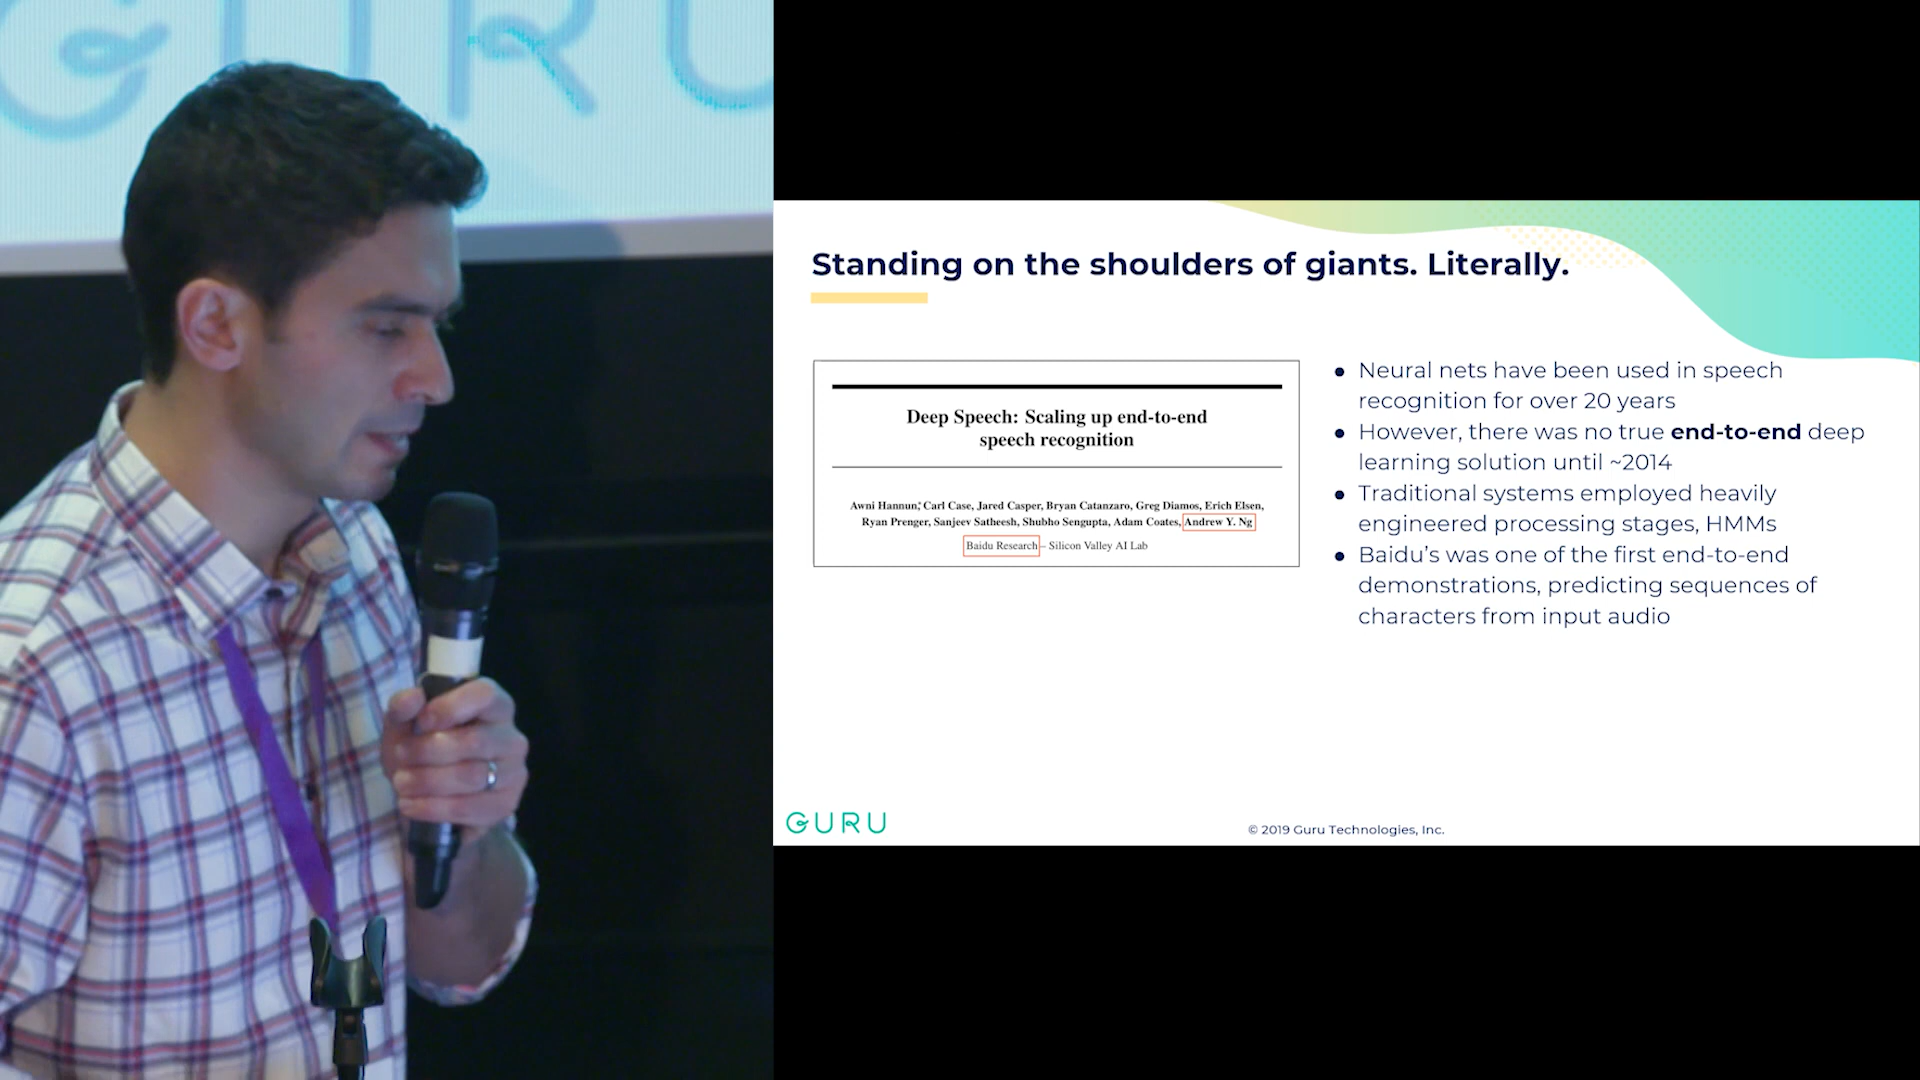 GURU
Standing on the shoulders of giants. Literally.
Deep Speech: Scaling up end-to-end
speech recognition
Awni Hannun,* Carl Case, Jared Casper, Bryan Catanzaro, Greg Diamos, Erich Elsen,
Ryan Prenger, Sanjeev Satheesh, Shubho Sengupta, Adam Coates, Andrew Y. Ng
Baidu Research – Silicon Valley AI Lab
● Neural nets have been used in speech
recognition for over 20 years
● However, there was no true end-to-end deep
learning solution until ~2014
● Traditional systems employed heavily
engineered processing stages, HMMs
● Baidu's was one of the first end-to-end
demonstrations, predicting sequences of
characters from input audio
GURU
© 2019 Guru Technologies, Inc.